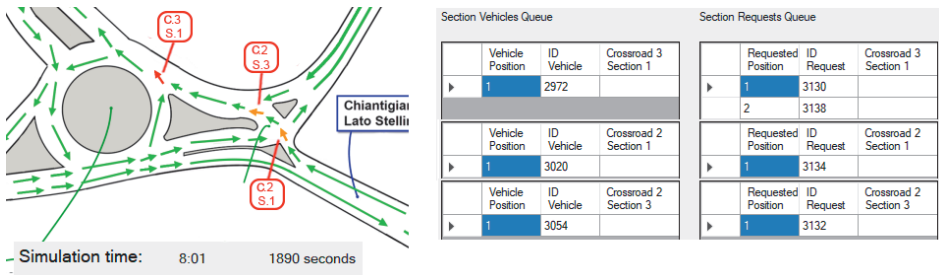 C.3
S.1
C.2
S.3
Chiantigia
Lato Stelli
C.2
S.1
Simulation time: 8:01 1890 seconds
Section Vehicles Queue
Vehicle Position ID Vehicle Crossroad 3 Section 1
1 2972
Vehicle Position ID Vehicle Crossroad 2 Section 1
1 3020
Vehicle Position ID Vehicle Crossroad 2 Section 3
1 3054
Section Requests Queue
Requested Position ID Request Crossroad 3 Section 1
1 3130
2 3138
Requested Position ID Request Crossroad 2 Section 1
1 3134
Requested Position ID Request Crossroad 2 Section 3
1 3132